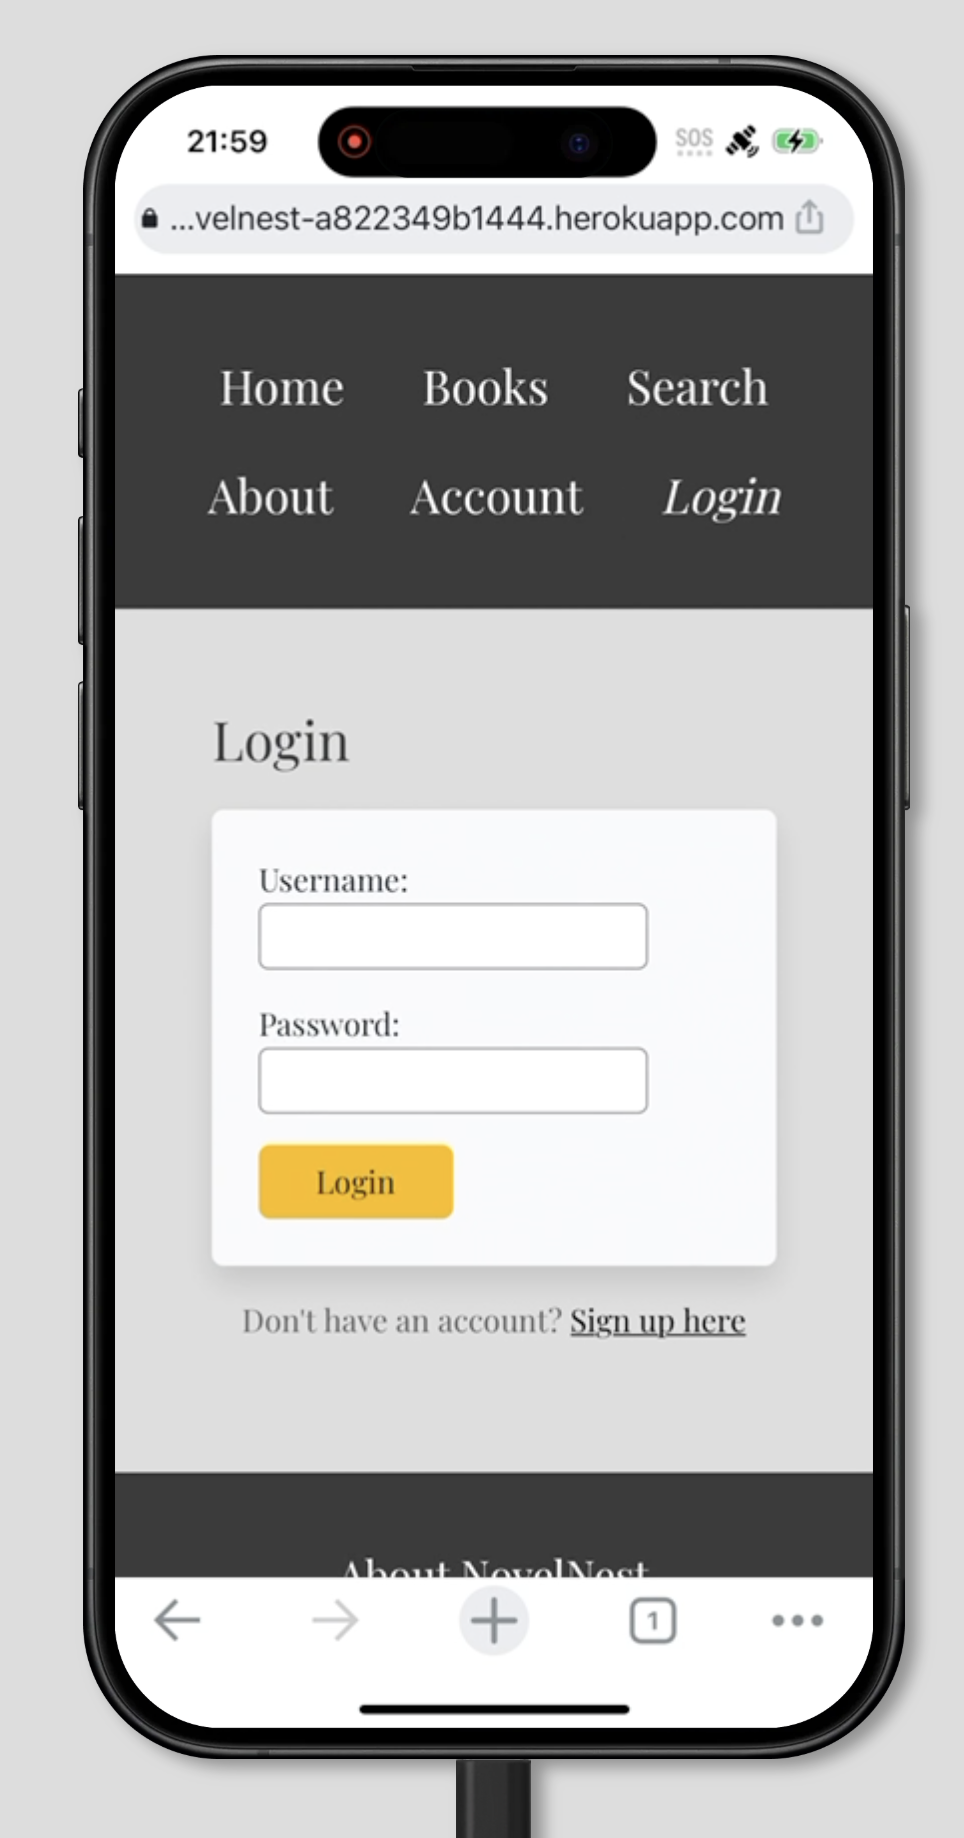 21:59 SOS
...velnest-a822349b1444.herokuapp.com
Home Books Search
About Account Login
Login
Username:
Password:
Login
Don't have an account? Sign up here
About NovelNest
1